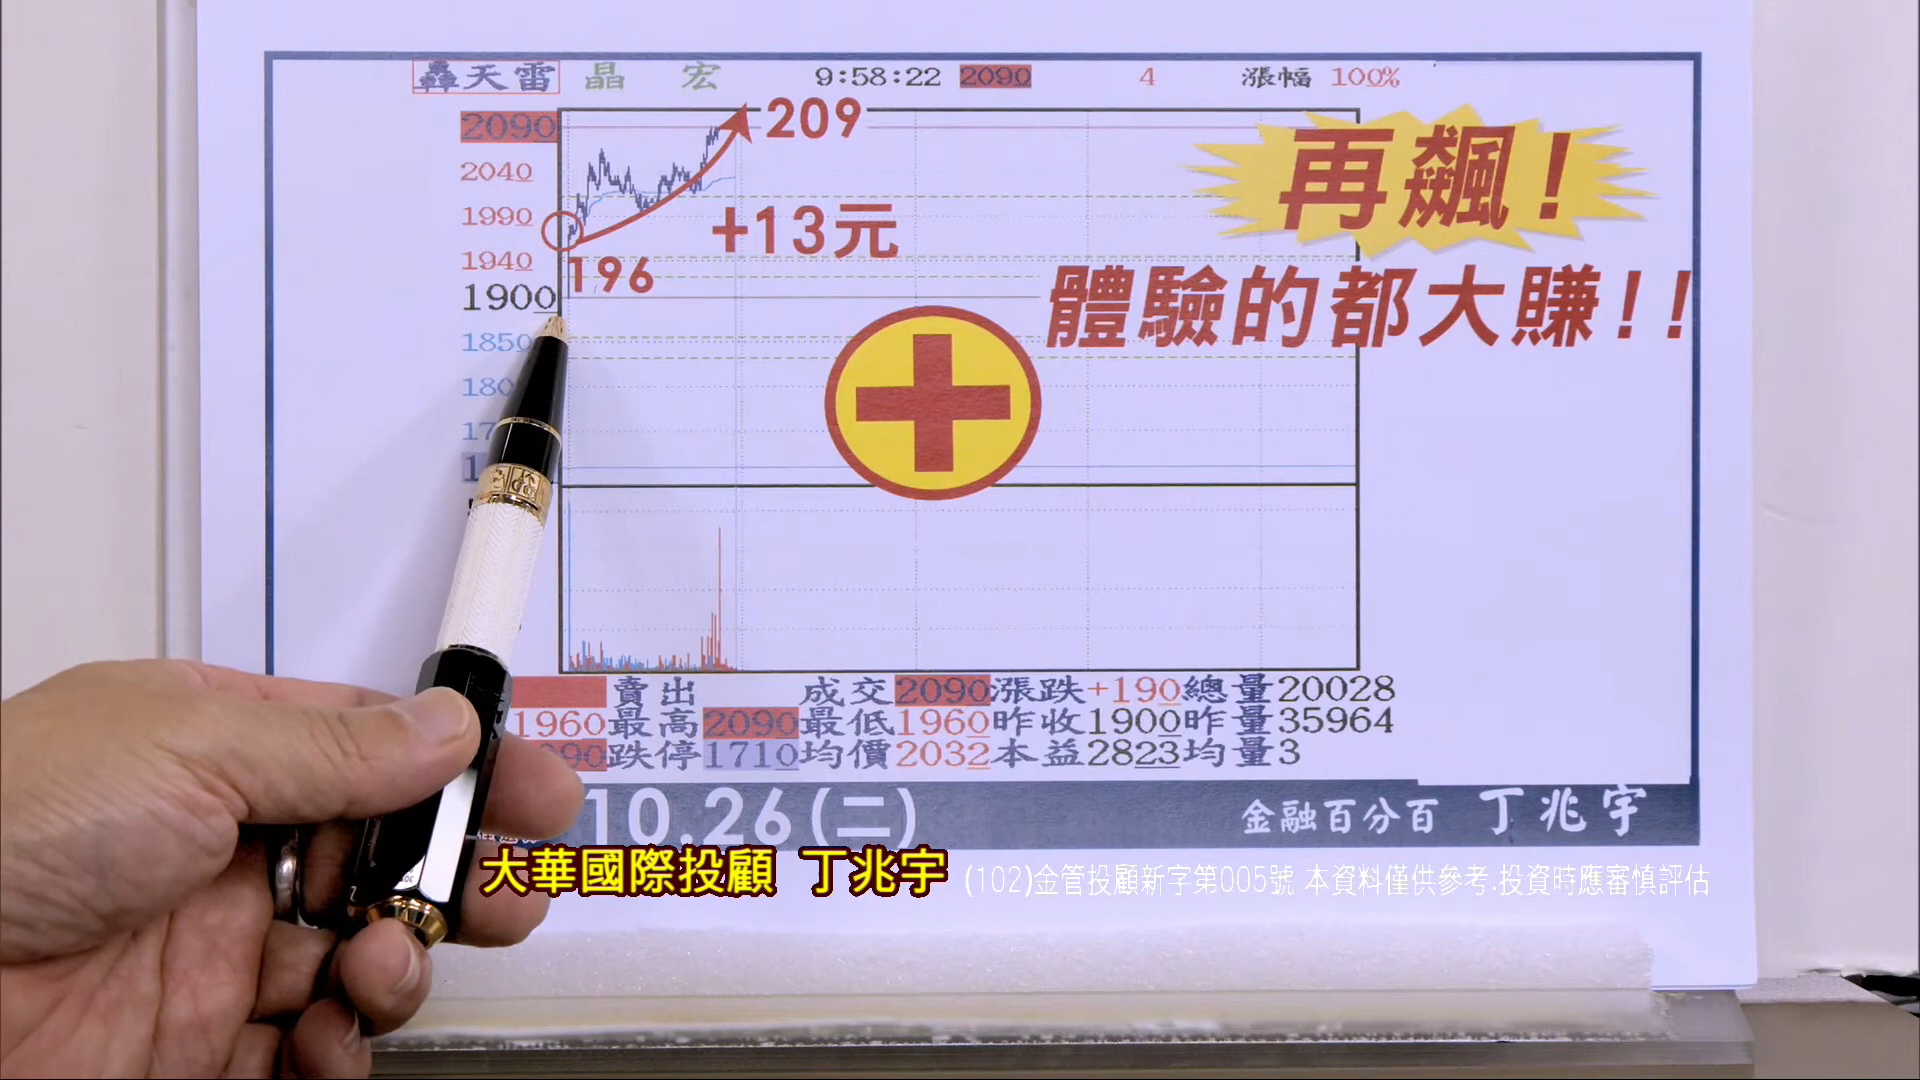 轟天雷 晶宏 9:58:22 2090 4 漲幅 100%
2090
2040
1990
1940
1900
1850
209
+13元
196
再飆!
體驗的都大賺!!
賣出 成交 2090 漲跌 +190 總量 20028
1960 最高 2090 最低 1960 昨收 1900 昨量 35964
跌停 1710 均價 2032 本益 2823 均量 3
10.26(二) 金融百分百 丁兆宇
大華國際投顧 丁兆宇 (102)金管投顧新字第005號 本資料僅供參考.投資時應審慎評估